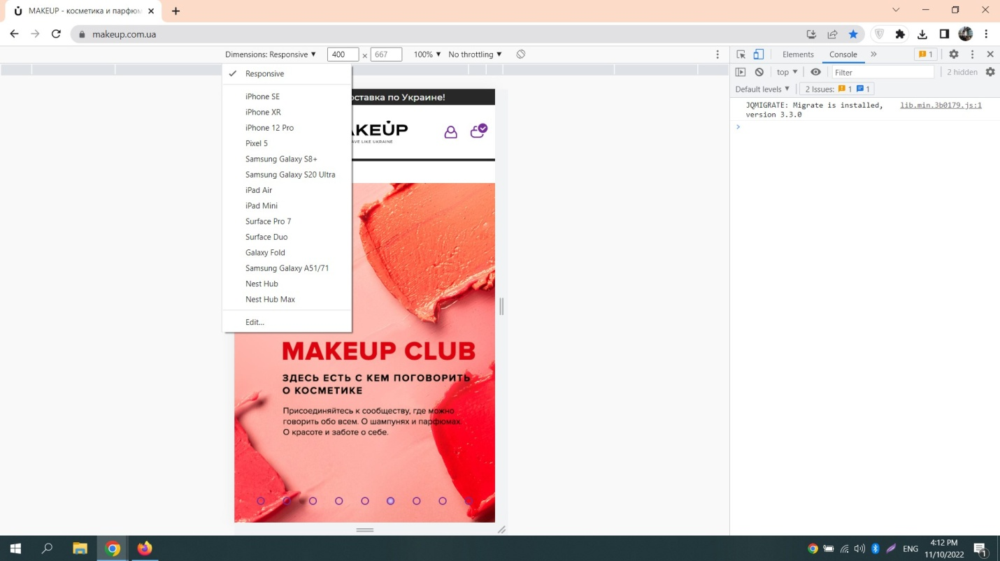 MAKEUP - косметика и парфюм
makeup.com.ua
Dimensions: Responsive 400 × 667 100% No throttling
Elements Console » 1
top Filter 2 hidden
Default levels 2 Issues: 1 1
JQMIGRATE: Migrate is installed, version 3.3.0
lib.min.3b0179.js:1
Responsive
iPhone SE
iPhone XR
iPhone 12 Pro
Pixel 5
Samsung Galaxy S8+
Samsung Galaxy S20 Ultra
iPad Air
iPad Mini
Surface Pro 7
Surface Duo
Galaxy Fold
Samsung Galaxy A51/71
Nest Hub
Nest Hub Max
Edit...
ставка по Украине!
KEUP
AVE LIKE UKRAINE
MAKEUP CLUB
ЗДЕСЬ ЕСТЬ С КЕМ ПОГОВОРИТЬ
О КОСМЕТИКЕ
Присоединяйтесь к сообществу, где можно
говорить обо всем. О шампунях и парфюмах.
О красоте и заботе о себе.
ENG
4:12 PM
11/10/2022
1